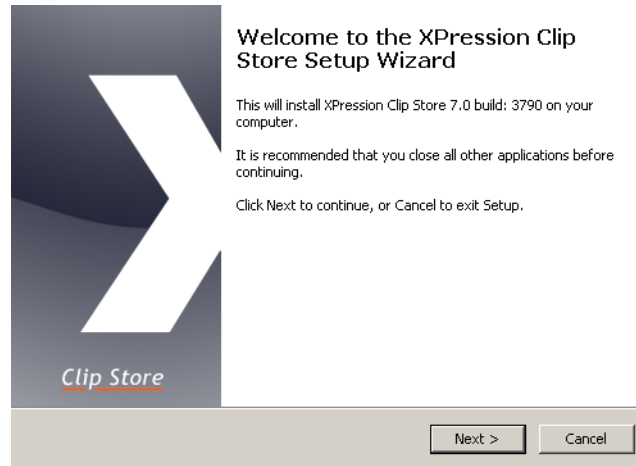 Welcome to the XPression Clip
Store Setup Wizard
This will install XPression Clip Store 7.0 build: 3790 on your
computer.
It is recommended that you close all other applications before
continuing.
Click Next to continue, or Cancel to exit Setup.
Clip Store
Next >
Cancel